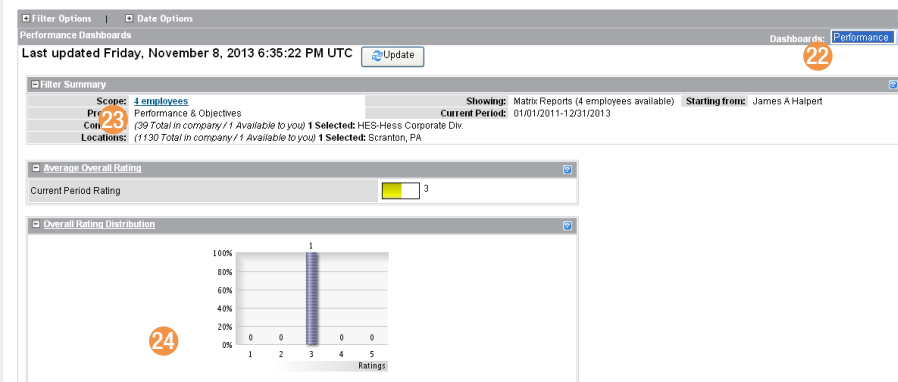 Filter Options | Date Options
Performance Dashboards Dashboards: Performance
22
Last updated Friday, November 8, 2013 6:35:22 PM UTC Update
Filter Summary
Scope: 4 employees Showing: Matrix Reports (4 employees available) Starting from: James A Halpert
23
Performance & Objectives Current Period: 01/01/2011-12/31/2013
(39 Total in company / 1 Available to you) 1 Selected: HES-Hess Corporate Div.
Locations: (1130 Total in company / 1 Available to you) 1 Selected: Scranton, PA
Average Overall Rating
Current Period Rating 3
Overall Rating Distribution
1
100%
80%
60%
40%
20%
0 0 0 0
0%
24
1 2 3 4 5
Ratings